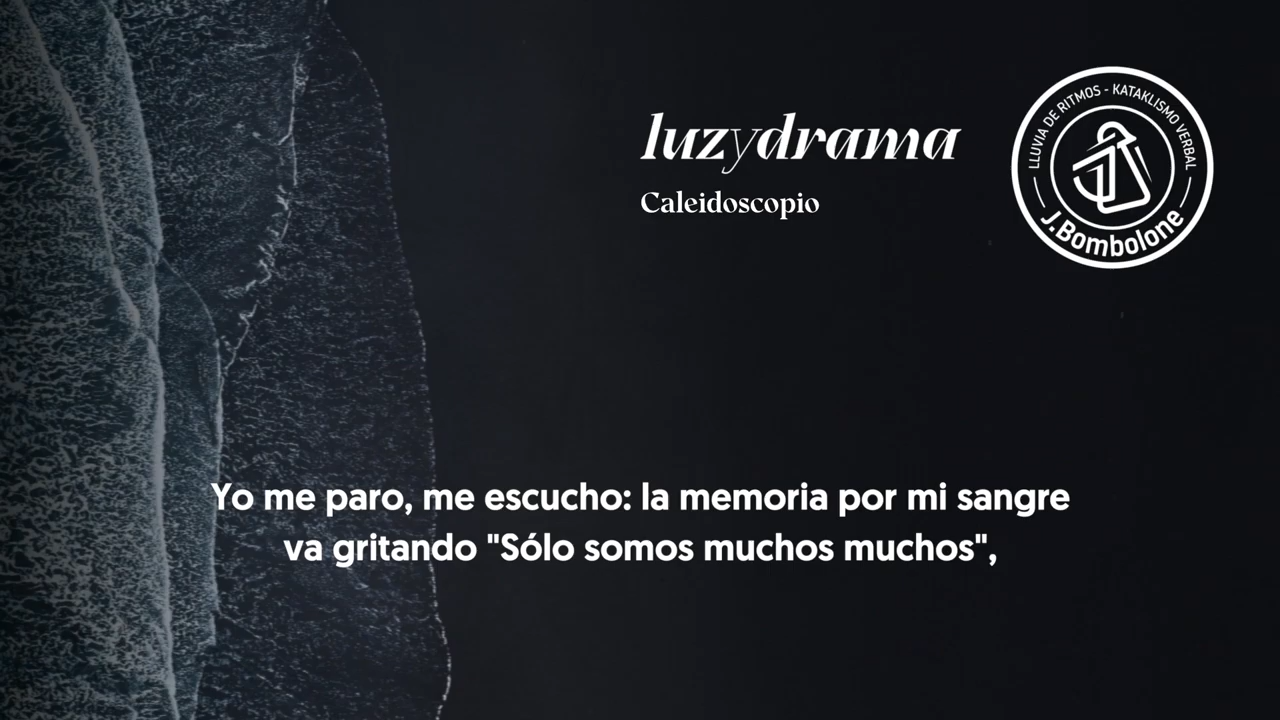 luzydrama
Caleidoscopio
LLUVIA DE RITMOS - KATAKLISMO VERBAL
J.Bombolone
Yo me paro, me escucho: la memoria por mi sangre
va gritando "Sólo somos muchos muchos",